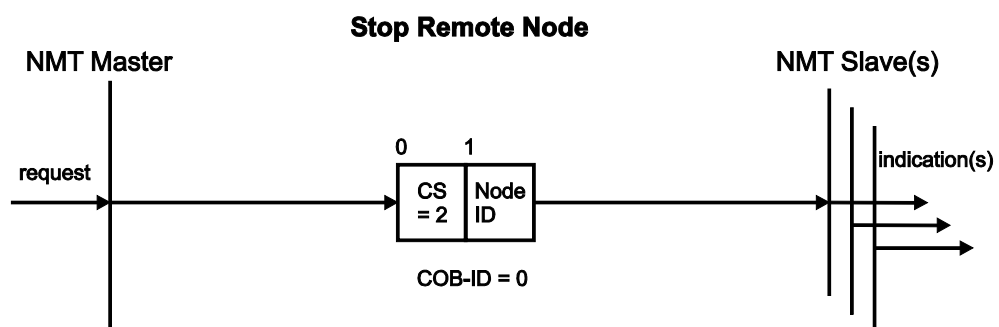 Stop Remote Node
NMT Master
NMT Slave(s)
0 1
request
indication(s)
CS
= 2
Node
ID
COB-ID = 0